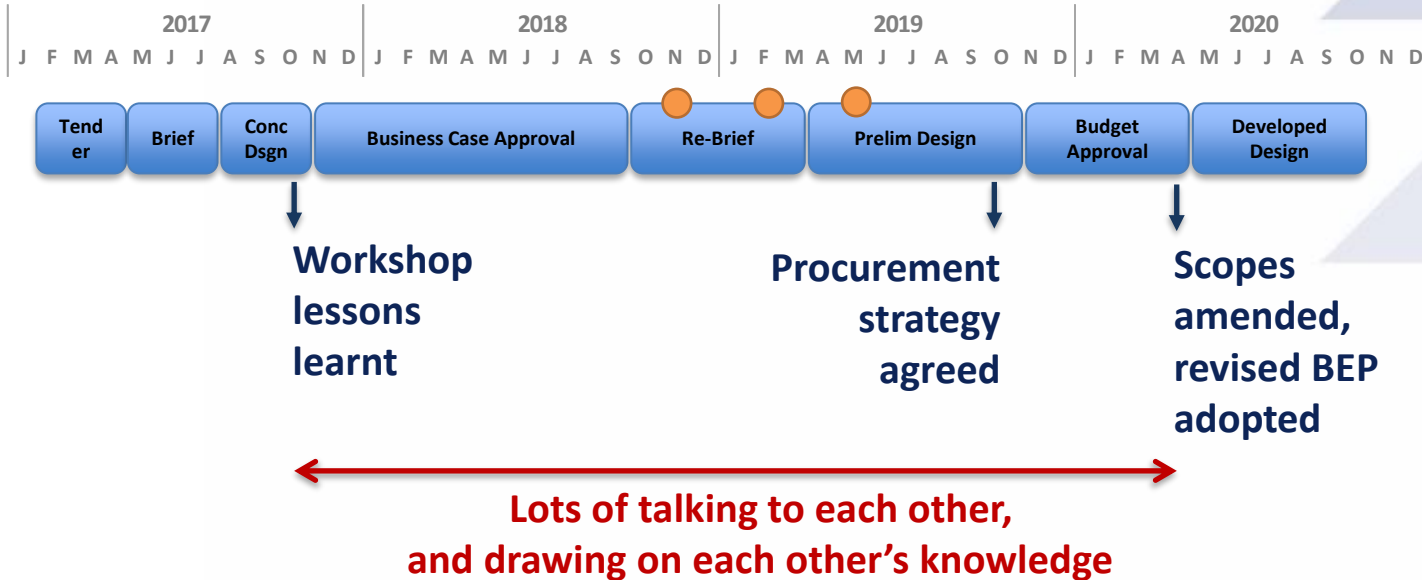 2017 2018 2019 2020
J F M A M J J A S O N D J F M A M J J A S O N D J F M A M J J A S O N D J F M A M J J A S O N D
Tend
er
Brief
Conc
Dsgn
Business Case Approval
Re-Brief
Prelim Design
Budget
Approval
Developed
Design
Workshop
lessons
learnt
Procurement
strategy
agreed
Scopes
amended,
revised BEP
adopted
Lots of talking to each other,
and drawing on each other’s knowledge